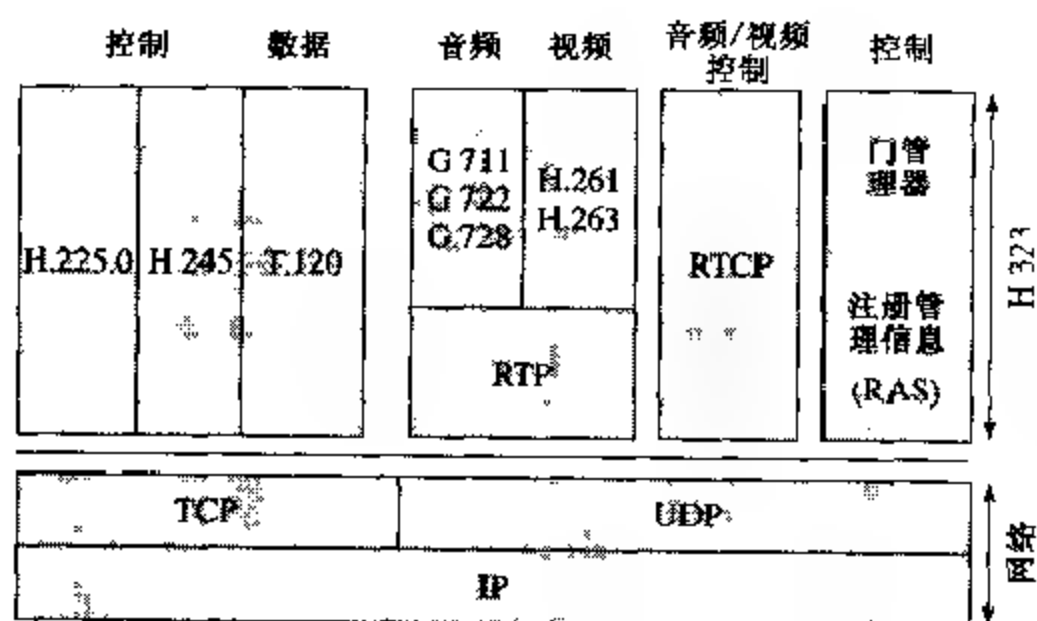 控制
数据
音频
视频
音频/视频
控制
控制
H.225.0
H 245
T.120
G 711
G 722
G.728
H.261
H.263
RTP
RTCP
门管
理器
注册管
理信息
(RAS)
H 323
TCP
UDP
IP
网络